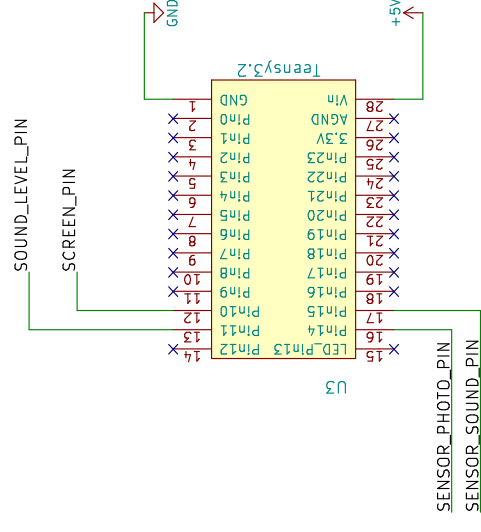 GND
+5V
Teensy3.2
1 GND Vin 28
2 Pin0 AGND 27
3 Pin1 3.3V 26
4 Pin2 Pin23 25
5 Pin3 Pin22 24
6 Pin4 Pin21 23
7 Pin5 Pin20 22
8 Pin6 Pin19 21
9 Pin7 Pin18 20
10 Pin8 Pin17 19
11 Pin9 Pin16 18
12 Pin10 Pin15 17
13 Pin11 Pin14 16
14 Pin12 LED_Pin13 15
U3
SOUND_LEVEL_PIN
SCREEN_PIN
SENSOR_PHOTO_PIN
SENSOR_SOUND_PIN